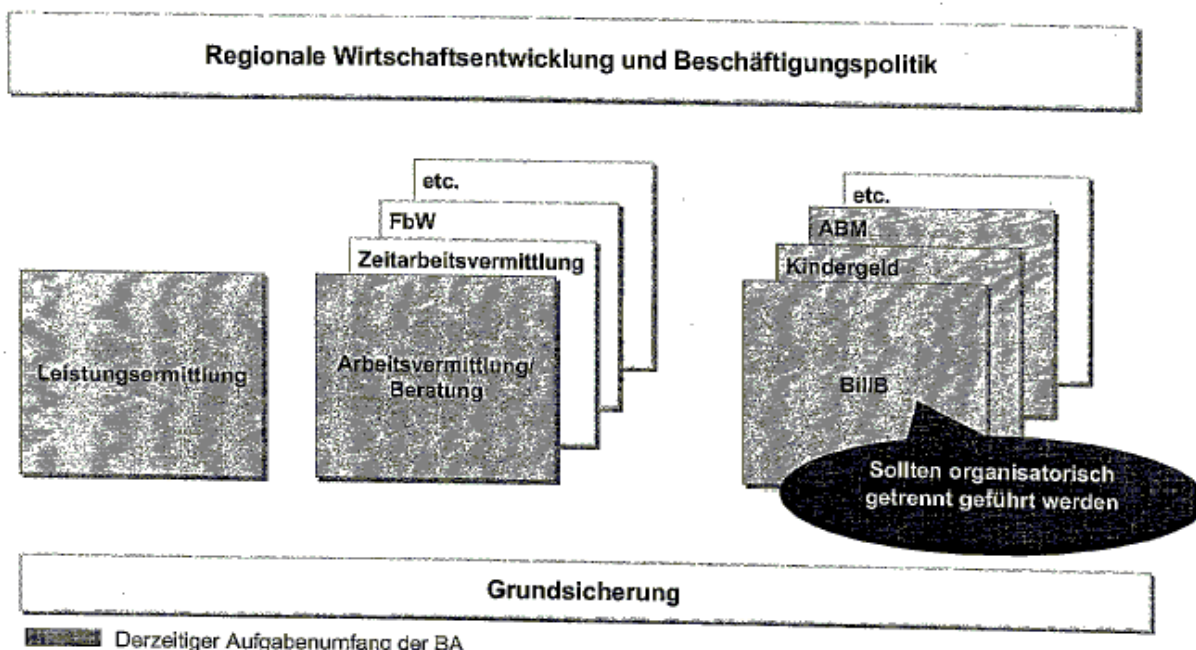 Regionale Wirtschaftsentwicklung und Beschäftigungspolitik
etc.
FbW
Zeitarbeitsvermittlung
Arbeitsvermittlung/
Beratung
Leistungsermittlung
etc.
ABM
Kindergeld
BillB
Sollten organisatorisch
getrennt geführt werden
Grundsicherung
Derzeitiger Aufgabenumfang der BA